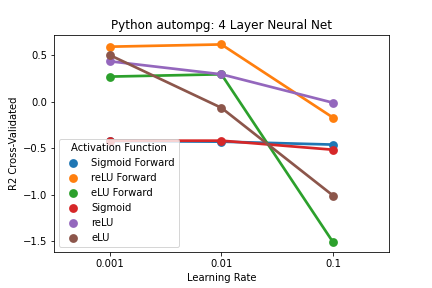 Python autompg: 4 Layer Neural Net
R2 Cross-Validated
0.5
0.0
−0.5
−1.0
−1.5
Activation Function
Sigmoid Forward
reLU Forward
eLU Forward
Sigmoid
reLU
eLU
0.001 0.01 0.1
Learning Rate